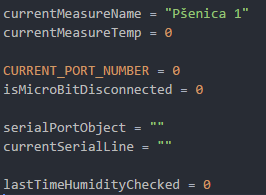 currentMeasureName = "Pšenica 1"
currentMeasureTemp = 0
CURRENT_PORT_NUMBER = 0
isMicroBitDisconnected = 0
serialPortObject = ""
currentSerialLine = ""
lastTimeHumidityChecked = 0